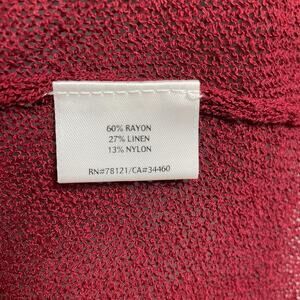 60% RAYON
27% LINEN
13% NYLON
RN#78121/CA#34460